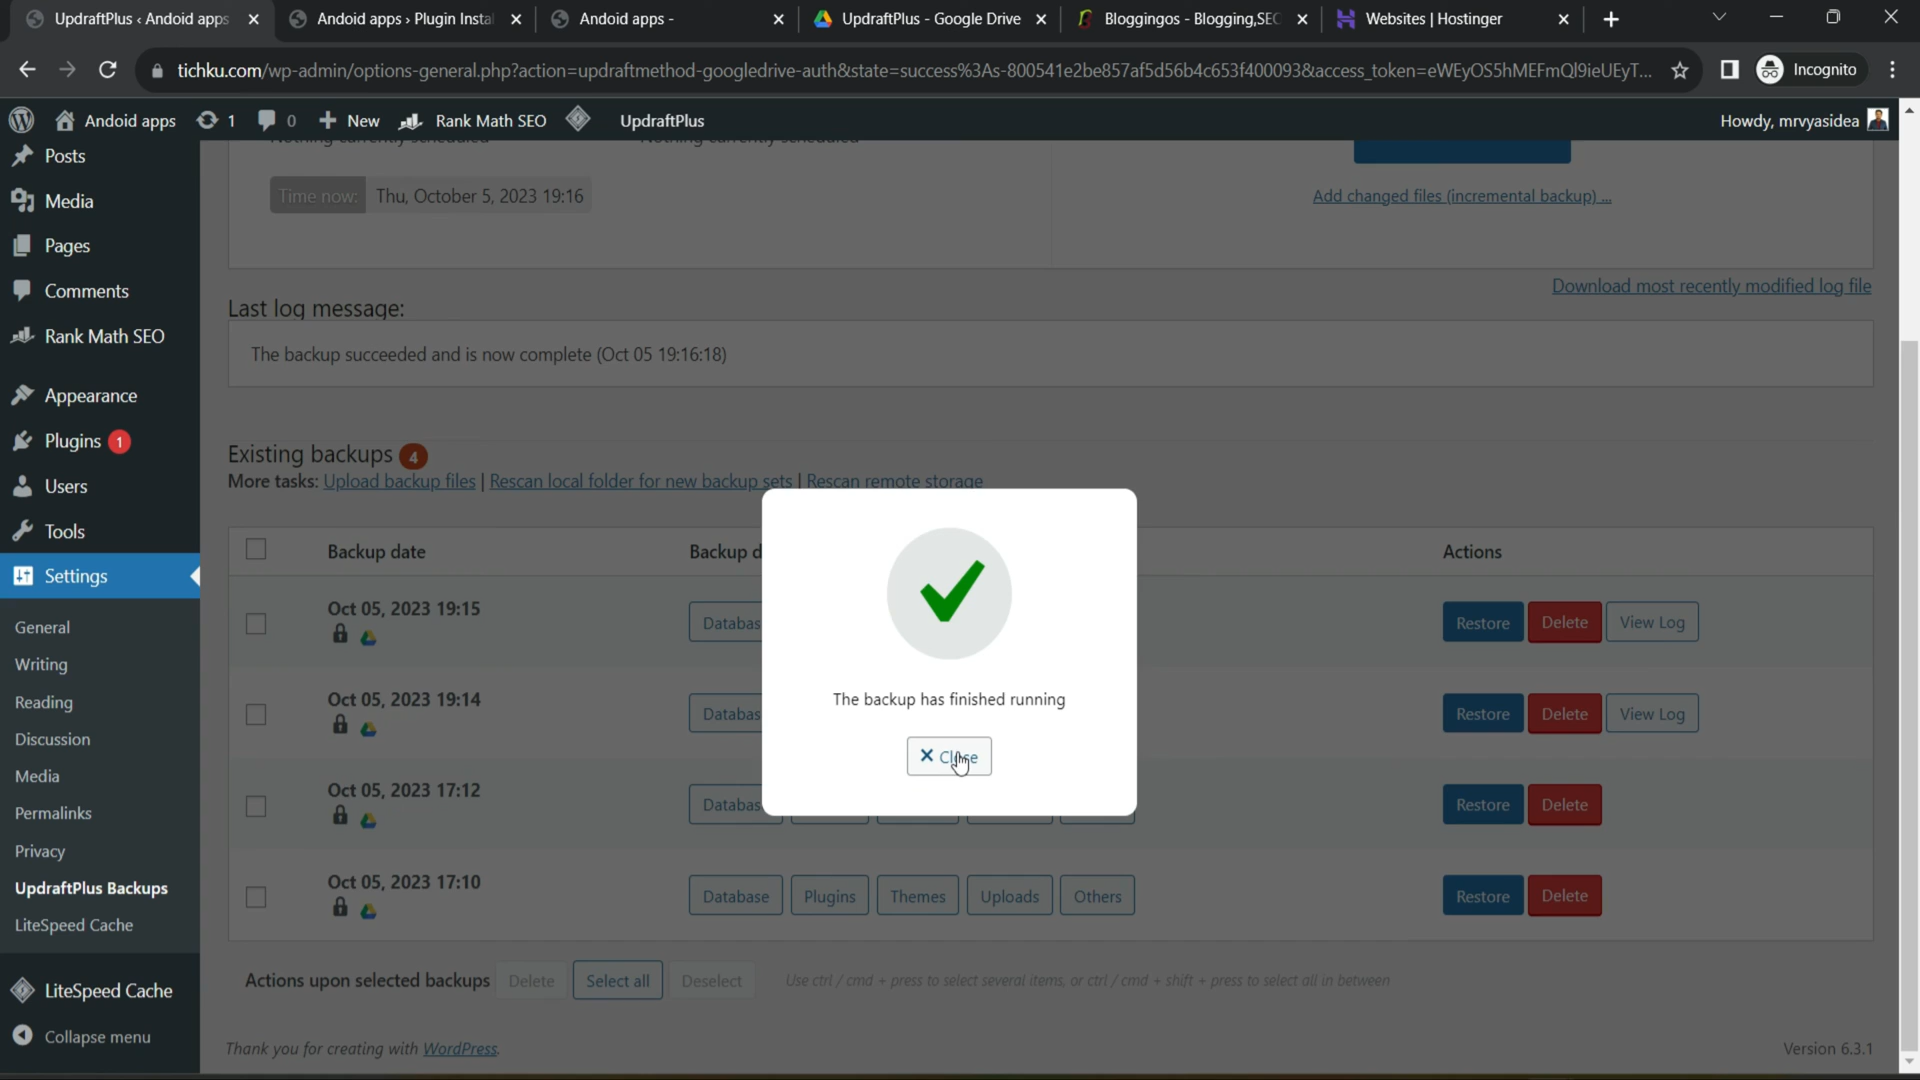 UpdraftPlus ‹ Andoid apps
Andoid apps › Plugin Insta
Andoid apps -
UpdraftPlus - Google Drive
Bloggingos - Blogging,SEO
Websites | Hostinger
tichku.com/wp-admin/options-general.php?action=updraftmethod-googledrive-auth&state=success%3As-800541e2be857af5d56b4c653f400093&access_token=eWEyOS5hMEFmQl9ieUEyT...
Incognito
Andoid apps
1
0
New
Rank Math SEO
UpdraftPlus
Howdy, mrvyasidea
Posts
Media
Pages
Comments
Rank Math SEO
Appearance
Plugins 1
Users
Tools
Settings
General
Writing
Reading
Discussion
Media
Permalinks
Privacy
UpdraftPlus Backups
LiteSpeed Cache
LiteSpeed Cache
Collapse menu
Nothing currently scheduled
Nothing currently scheduled
Time now: Thu, October 5, 2023 19:16
Add changed files (incremental backup) ...
Download most recently modified log file
Last log message:
The backup succeeded and is now complete (Oct 05 19:16:18)
Existing backups 4
More tasks: Upload backup files | Rescan local folder for new backup sets | Rescan remote storage
Backup date
Backup d
Actions
Oct 05, 2023 19:15
Databas
Restore Delete View Log
Oct 05, 2023 19:14
Databas
Restore Delete View Log
Oct 05, 2023 17:12
Databas
Restore Delete
Oct 05, 2023 17:10
Database Plugins Themes Uploads Others
Restore Delete
The backup has finished running
Close
Actions upon selected backups Delete Select all Deselect Use ctrl / cmd + press to select several items, or ctrl / cmd + shift + press to select all in between
Thank you for creating with WordPress.
Version 6.3.1